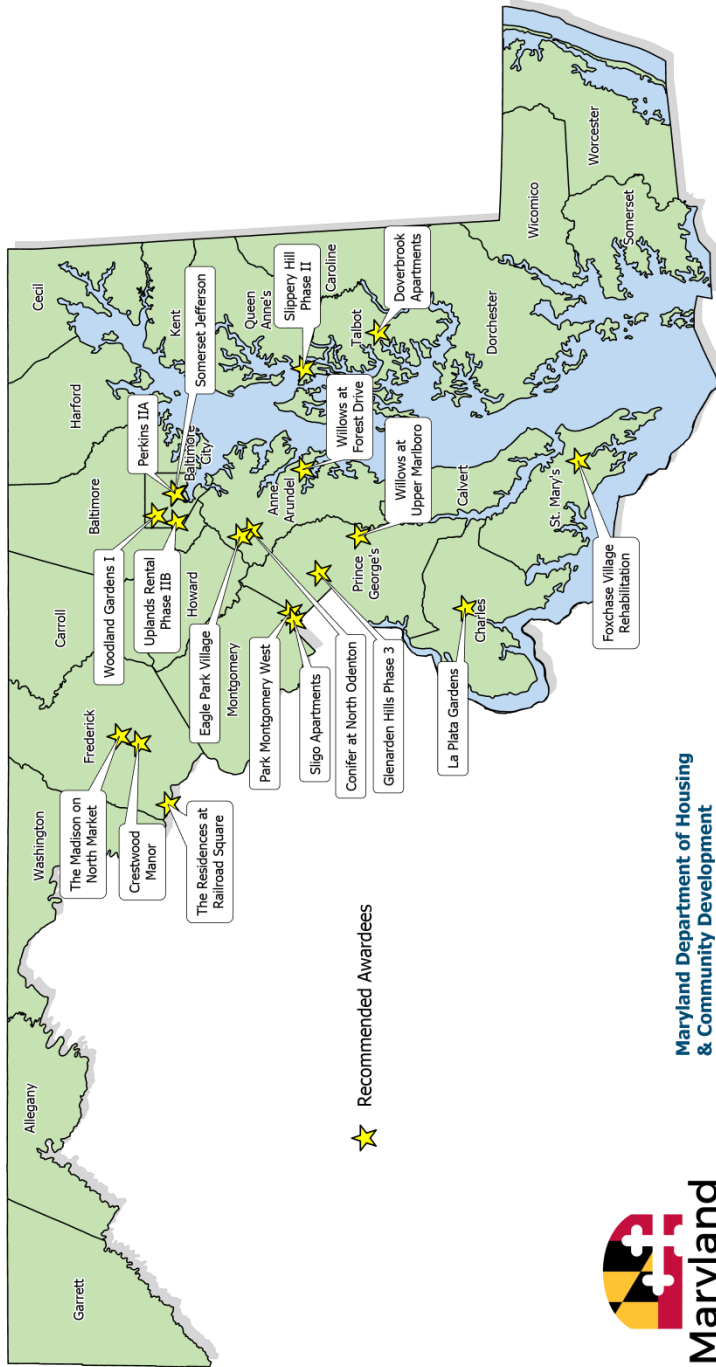 Garrett
Allegany
Washington
Frederick
Carroll
Baltimore
Harford
Cecil
Howard
Montgomery
Baltimore
City
Kent
Queen
Anne's
Anne
Arundel
Prince
George's
Caroline
Talbot
Calvert
Charles
St. Mary's
Dorchester
Wicomico
Worcester
Somerset
The Madison on
North Market
Crestwood
Manor
The Residences at
Railroad Square
Woodland Gardens I
Uplands Rental
Phase IIB
Perkins IIA
Somerset Jefferson
Eagle Park Village
Park Montgomery West
Sligo Apartments
Conifer at North Odenton
Glenarden Hills Phase 3
La Plata Gardens
Slippery Hill
Phase II
Willows at
Forest Drive
Doverbrook
Apartments
Willows at
Upper Marlboro
Foxchase Village
Rehabilitation
Recommended Awardees
Maryland
Maryland Department of Housing
& Community Development